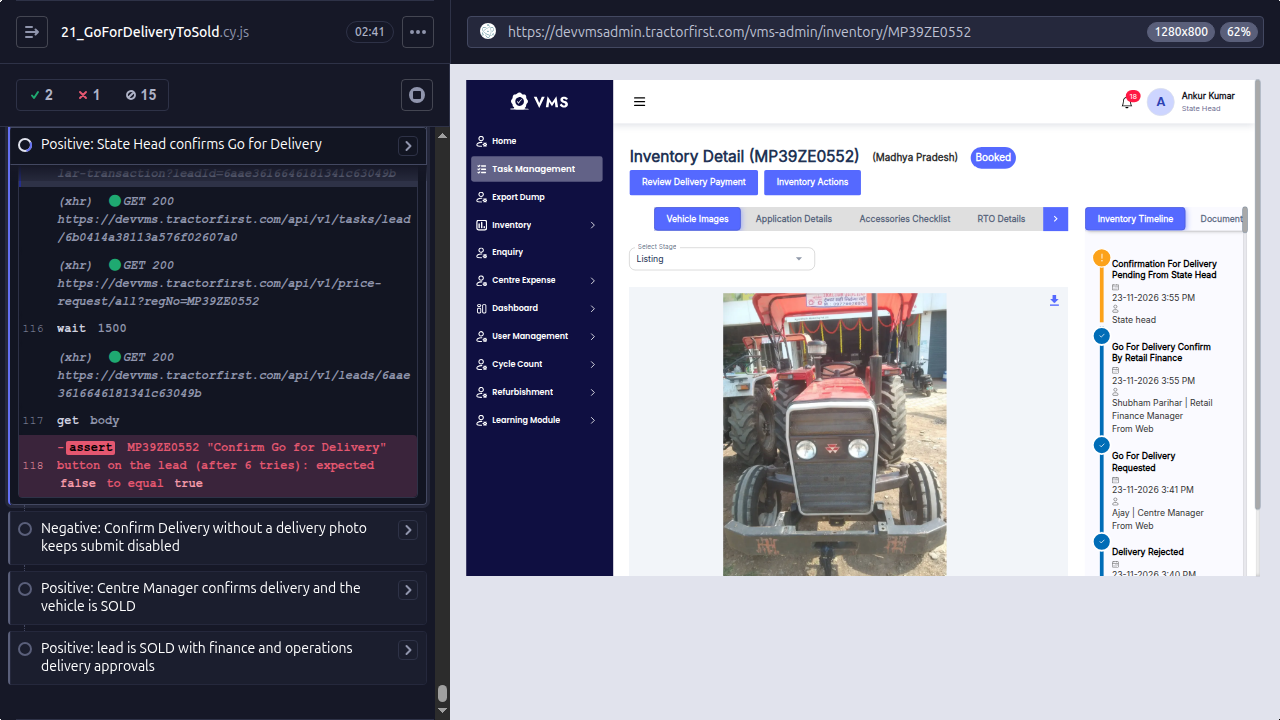 21_GoForDeliveryToSold.cy.js
02:41
2
1
15
Positive: State Head confirms Go for Delivery
lar-transaction?leadId=6aae3616646181341c63049b
(xhr) GET 200
https://devvms.tractorfirst.com/api/v1/tasks/lead
/6b0414a38113a576f02607a0
(xhr) GET 200
https://devvms.tractorfirst.com/api/v1/price-
request/all?regNo=MP39ZE0552
116 wait 1500
(xhr) GET 200
https://devvms.tractorfirst.com/api/v1/leads/6aae
3616646181341c63049b
117 get body
-assert MP39ZE0552 "Confirm Go for Delivery"
118 button on the lead (after 6 tries): expected
false to equal true
Negative: Confirm Delivery without a delivery photo
keeps submit disabled
Positive: Centre Manager confirms delivery and the
vehicle is SOLD
Positive: lead is SOLD with finance and operations
delivery approvals
https://devvmsadmin.tractorfirst.com/vms-admin/inventory/MP39ZE0552
1280x800
62%
VMS
Home
Task Management
Export Dump
Inventory
Enquiry
Centre Expense
Dashboard
User Management
Cycle Count
Refurbishment
Learning Module
18
A
Ankur Kumar
State Head
Inventory Detail (MP39ZE0552)
(Madhya Pradesh)
Booked
Review Delivery Payment
Inventory Actions
Vehicle Images
Application Details
Accessories Checklist
RTO Details
Inventory Timeline
Document
Select Stage
Listing
Confirmation For Delivery
Pending From State Head
23-11-2026 3:55 PM
State head
Go For Delivery Confirm
By Retail Finance
23-11-2026 3:55 PM
Shubham Parihar | Retail
Finance Manager
From Web
Go For Delivery
Requested
23-11-2026 3:41 PM
Ajay | Centre Manager
From Web
Delivery Rejected
23-11-2026 3:40 PM